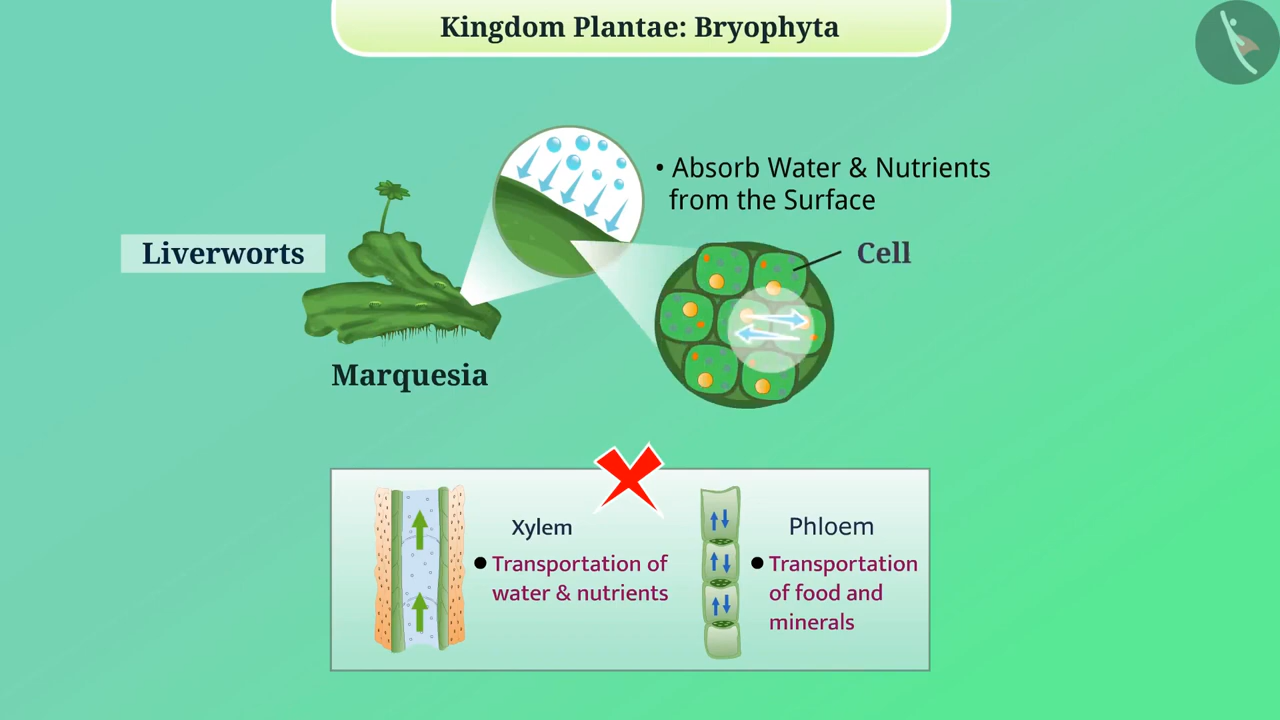 Kingdom Plantae: Bryophyta
• Absorb Water & Nutrients
from the Surface
Liverworts
Cell
Marquesia
Xylem
• Transportation of
water & nutrients
Phloem
• Transportation
of food and
minerals